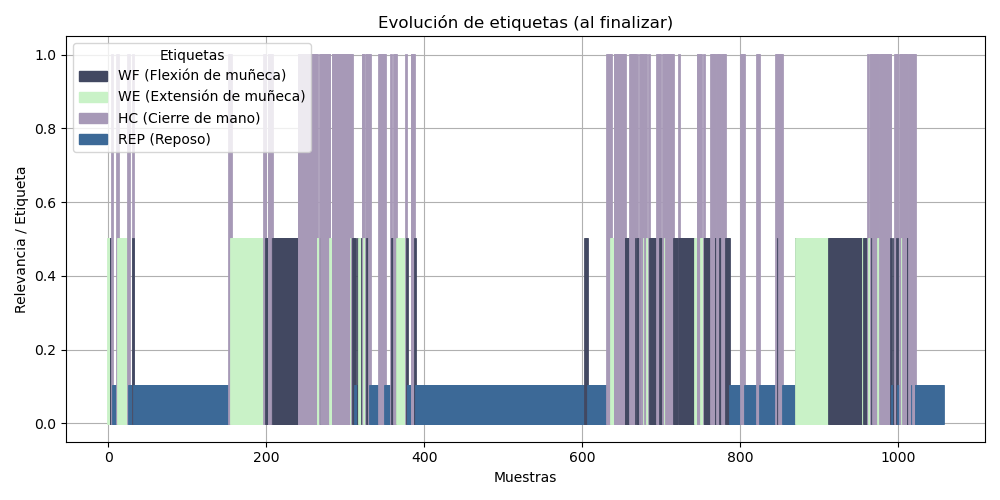 Evolución de etiquetas (al finalizar)
Relevancia / Etiqueta
1.0
0.8
0.6
0.4
0.2
0.0
Etiquetas
WF (Flexión de muñeca)
WE (Extensión de muñeca)
HC (Cierre de mano)
REP (Reposo)
0 200 400 600 800 1000
Muestras